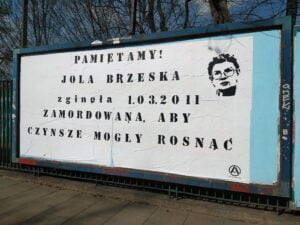 PAMIĘTAMY!
JOLA BRZESKA
zginęła 1.03.2011
ZAMORDOWANA, ABY
CZYNSZE MOGŁY ROSNĄĆ